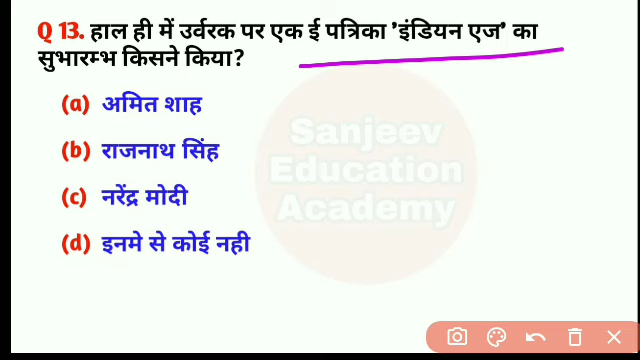 Q 13. हाल ही में उर्वरक पर एक ई पत्रिका ’इंडियन एज’ का
सुभारम्भ किसने किया?
(a) अमित शाह
(b) राजनाथ सिंह
(c) नरेंद्र मोदी
(d) इनमे से कोई नही
Sanjeev
Education
Academy